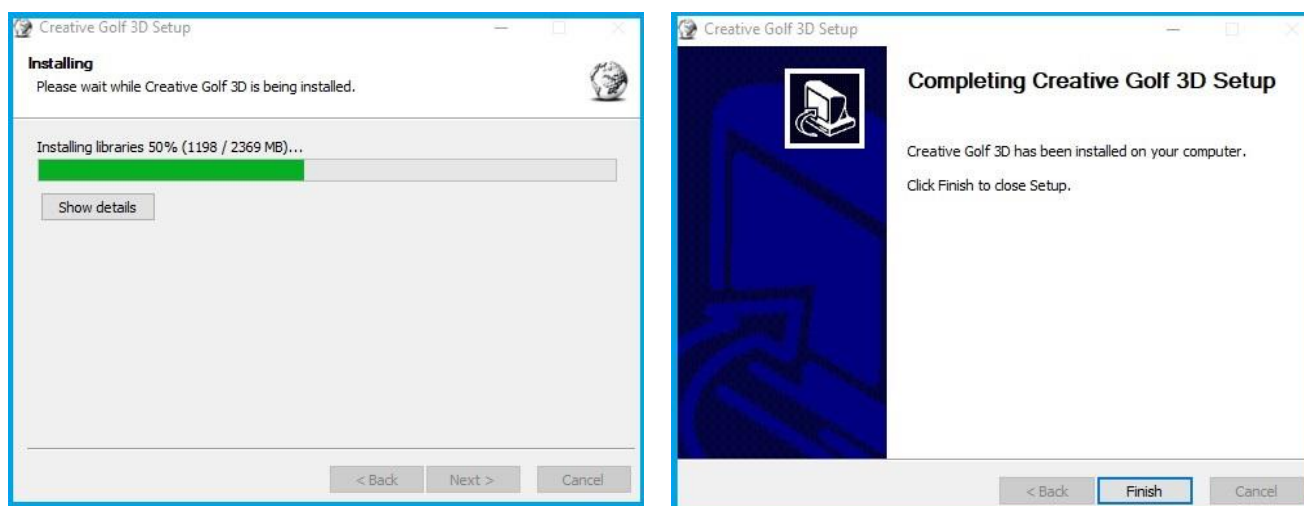 Creative Golf 3D Setup
Installing
Please wait while Creative Golf 3D is being installed.
Installing libraries 50% (1198 / 2369 MB)...
Show details
< Back Next > Cancel
Creative Golf 3D Setup
Completing Creative Golf 3D Setup
Creative Golf 3D has been installed on your computer.
Click Finish to close Setup.
< Back Finish Cancel